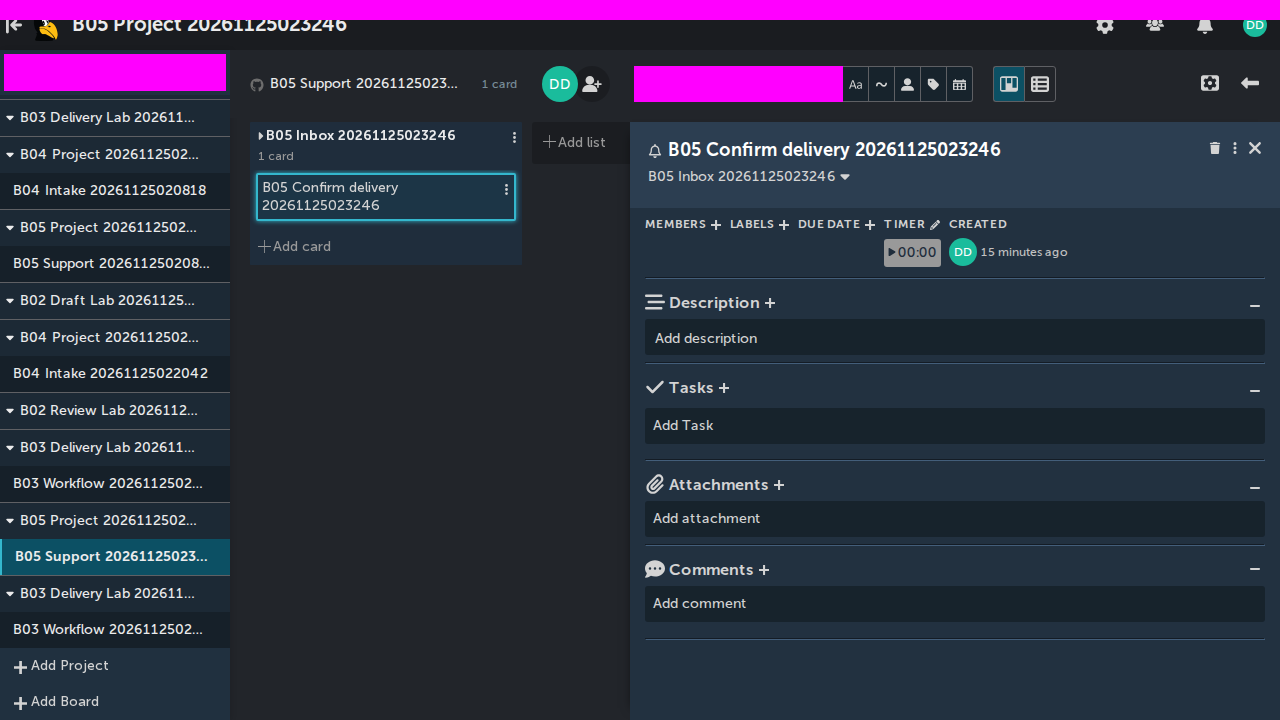 B05 Project 20261125023246
DD
B03 Delivery Lab 202611...
B04 Project 2026112502...
B04 Intake 20261125020818
B05 Project 2026112502...
B05 Support 202611250208...
B02 Draft Lab 20261125...
B04 Project 2026112502...
B04 Intake 20261125022042
B02 Review Lab 2026112...
B03 Delivery Lab 202611...
B03 Workflow 2026112502...
B05 Project 2026112502...
B05 Support 20261125023...
B03 Delivery Lab 202611...
B03 Workflow 2026112502...
Add Project
Add Board
B05 Support 20261125023...
1 card
DD
Aa
B05 Inbox 20261125023246
1 card
B05 Confirm delivery
20261125023246
Add card
Add list
B05 Confirm delivery 20261125023246
B05 Inbox 20261125023246
MEMBERS
LABELS
DUE DATE
TIMER
CREATED
00:00
DD
15 minutes ago
Description
Add description
Tasks
Add Task
Attachments
Add attachment
Comments
Add comment